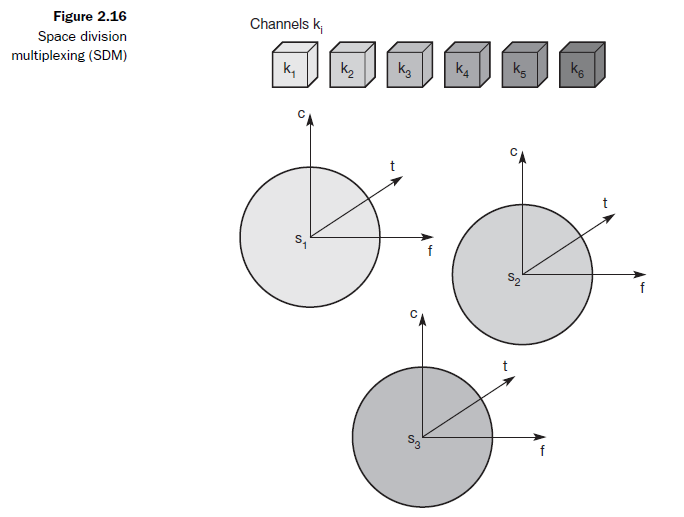 Figure 2.16
Space division
multiplexing (SDM)
Channels ki
k1 k2 k3 k4 k5 k6
c
t
s1
f
c
t
s2
f
c
t
s3
f